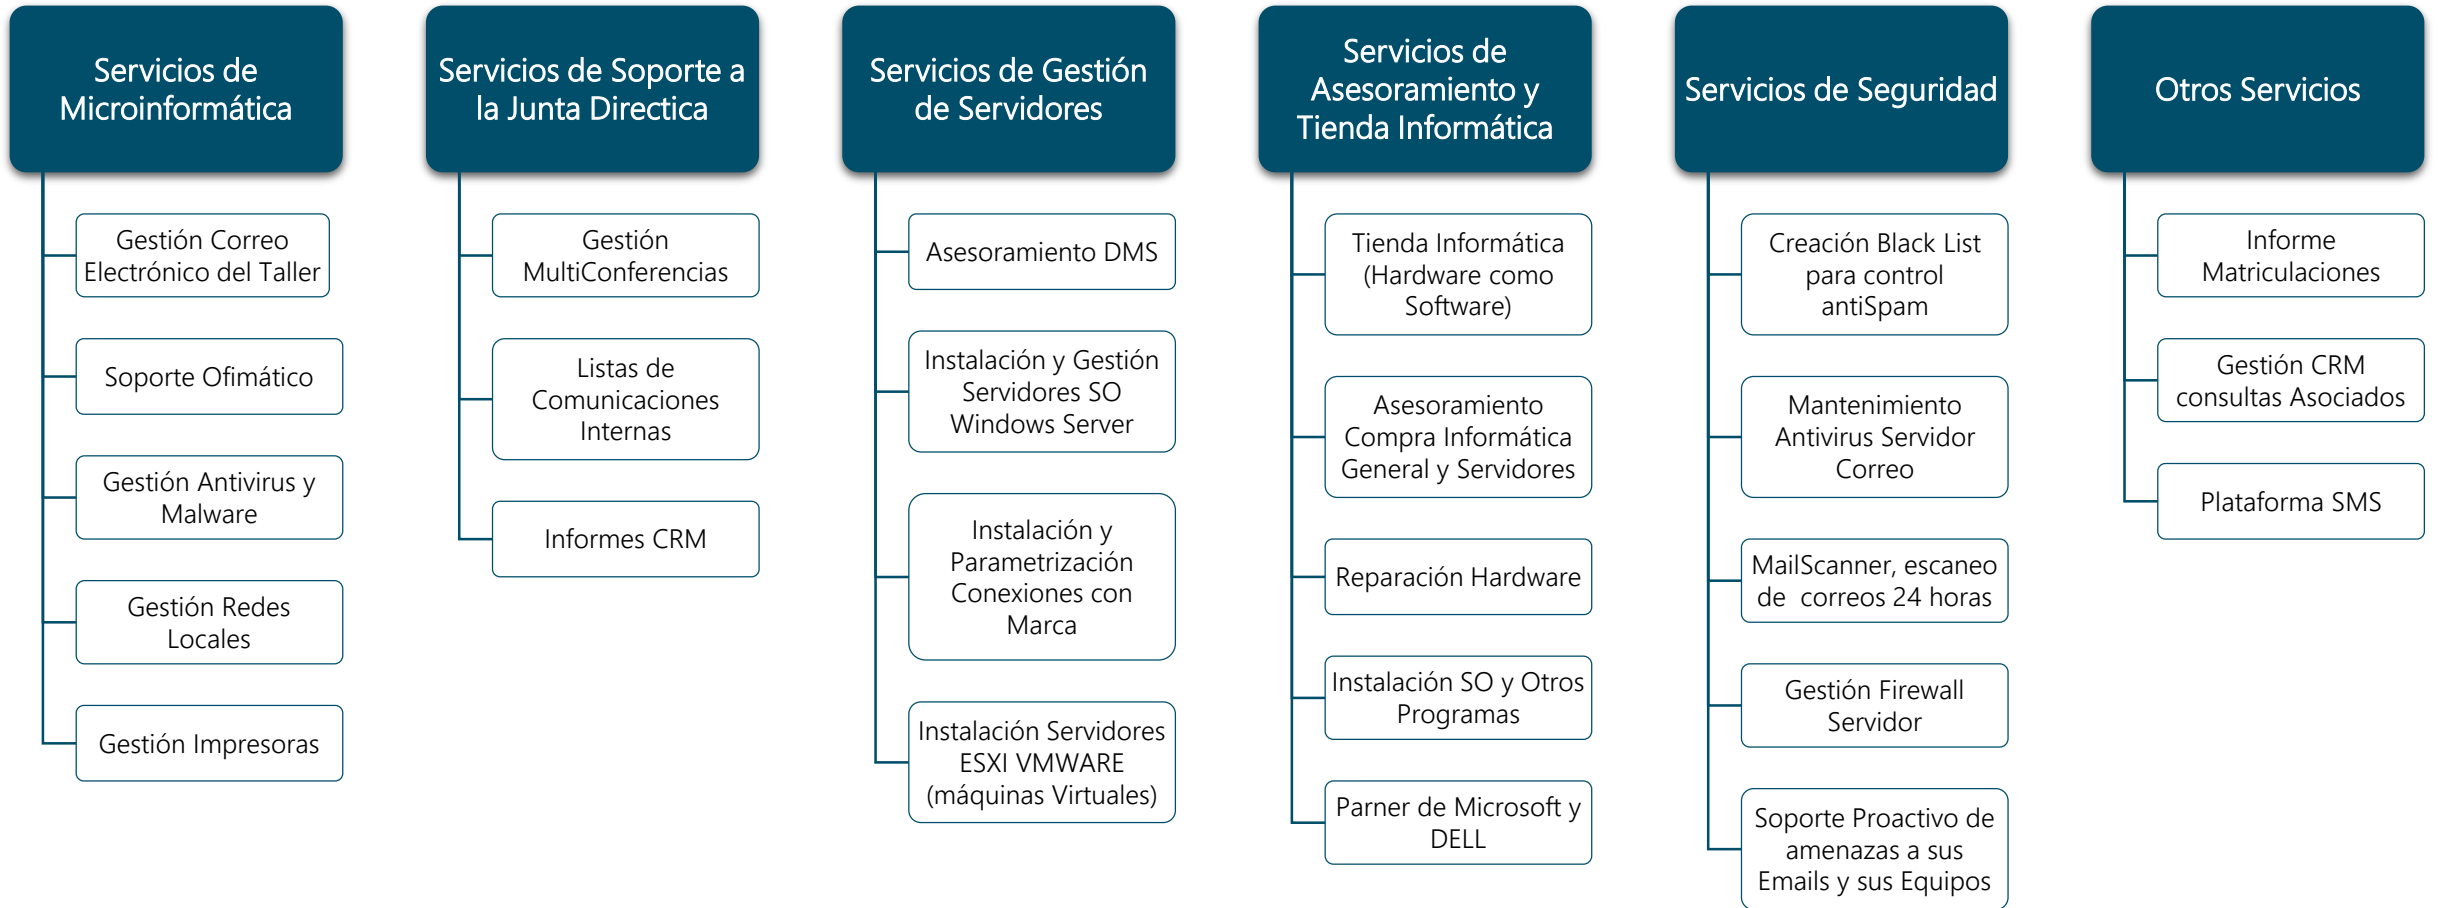 Servicios de
Microinformática
Gestión Correo
Electrónico del Taller
Soporte Ofimático
Gestión Antivirus y
Malware
Gestión Redes
Locales
Gestión Impresoras
Servicios de Soporte a
la Junta Directica
Gestión
MultiConferencias
Listas de
Comunicaciones
Internas
Informes CRM
Servicios de Gestión
de Servidores
Asesoramiento DMS
Instalación y Gestión
Servidores SO
Windows Server
Instalación y
Parametrización
Conexiones con
Marca
Instalación Servidores
ESXI VMWARE
(máquinas Virtuales)
Servicios de
Asesoramiento y
Tienda Informática
Tienda Informática
(Hardware como
Software)
Asesoramiento
Compra Informática
General y Servidores
Reparación Hardware
Instalación SO y Otros
Programas
Parner de Microsoft y
DELL
Servicios de Seguridad
Creación Black List
para control
antiSpam
Mantenimiento
Antivirus Servidor
Correo
MailScanner, escaneo
de  correos 24 horas
Gestión Firewall
Servidor
Soporte Proactivo de
amenazas a sus
Emails y sus Equipos
Otros Servicios
Informe
Matriculaciones
Gestión CRM
consultas Asociados
Plataforma SMS